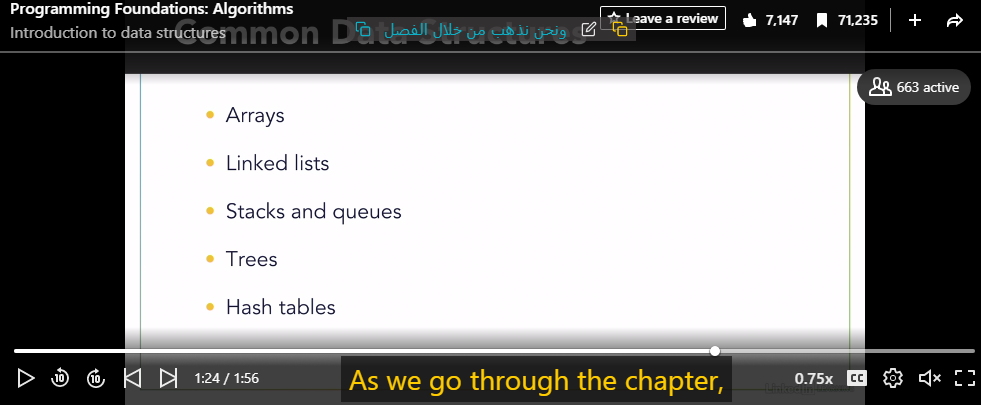 Programming Foundations: Algorithms
Introduction to data structures
Leave a review
7,147
71,235
Common Data Structures
ونحن نذهب من خلال الفصل
663 active
Arrays
Linked lists
Stacks and queues
Trees
Hash tables
10
10
1:24 / 1:56
As we go through the chapter,
0.75x
CC